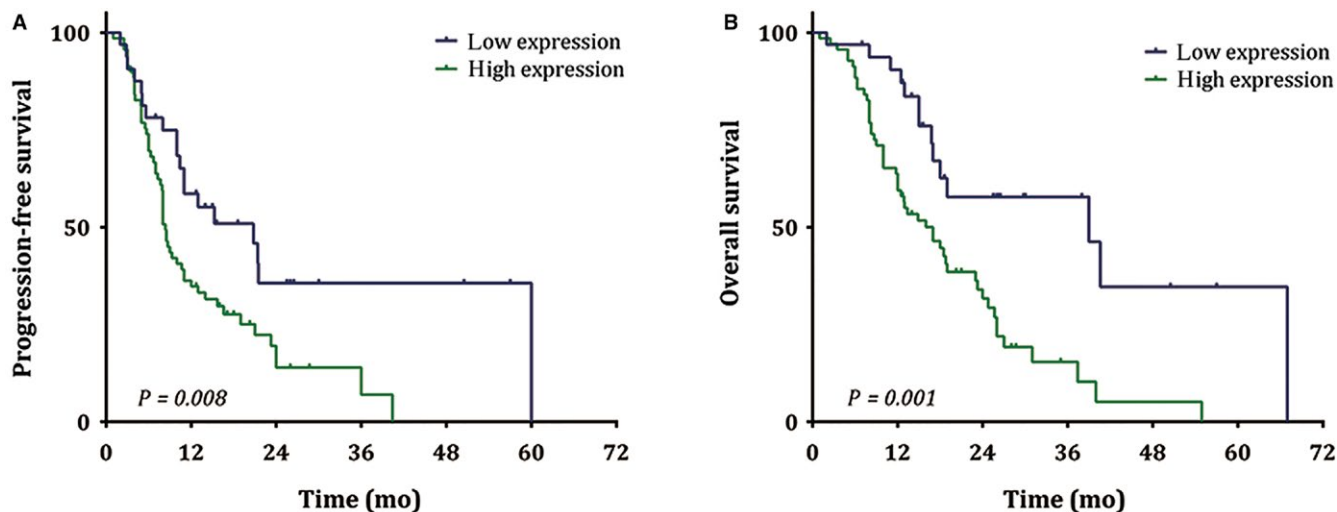 A
Progression-free survival
100
50
0
Low expression
High expression
P = 0.008
0 12 24 36 48 60 72
Time (mo)
B
Overall survival
100
50
0
Low expression
High expression
P = 0.001
0 12 24 36 48 60 72
Time (mo)